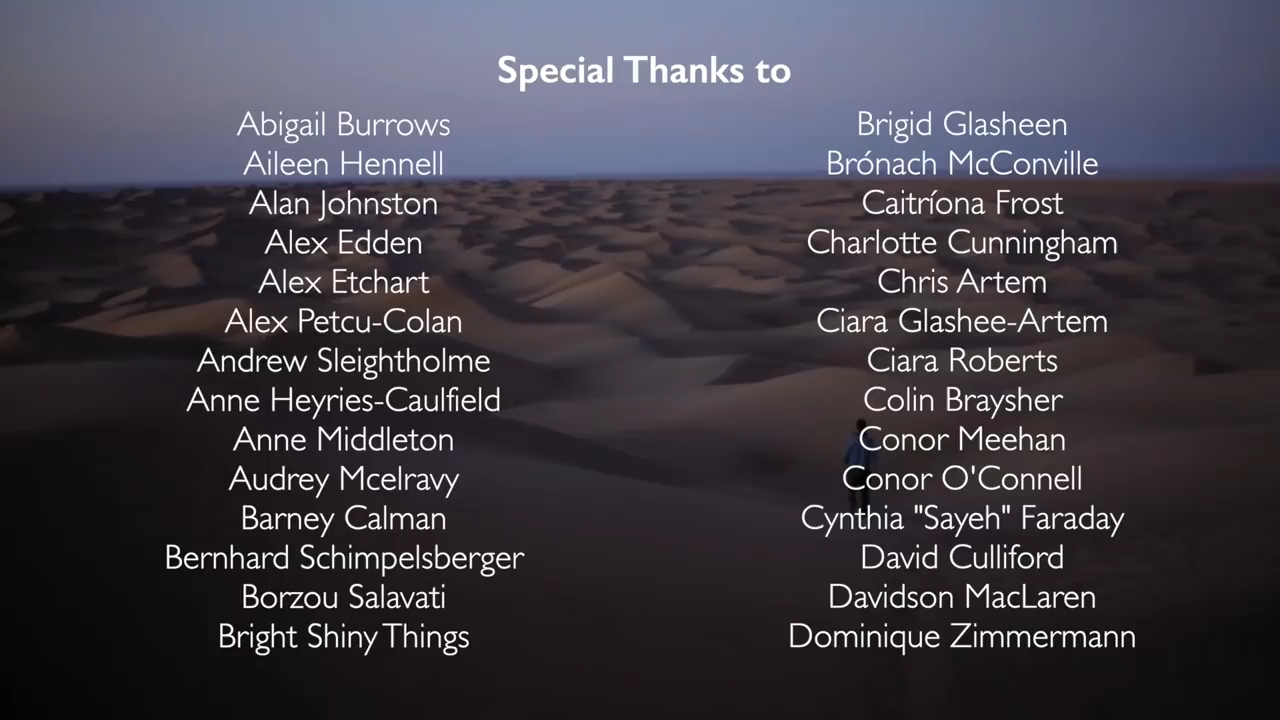 Special Thanks to
Abigail Burrows
Aileen Hennell
Alan Johnston
Alex Edden
Alex Etchart
Alex Petcu-Colan
Andrew Sleightholme
Anne Heyries-Caulfield
Anne Middleton
Audrey Mcelravy
Barney Calman
Bernhard Schimpelsberger
Borzou Salavati
Bright Shiny Things
Brigid Glasheen
Brónach McConville
Caitríona Frost
Charlotte Cunningham
Chris Artem
Ciara Glashee-Artem
Ciara Roberts
Colin Braysher
Conor Meehan
Conor O'Connell
Cynthia "Sayeh" Faraday
David Culliford
Davidson MacLaren
Dominique Zimmermann